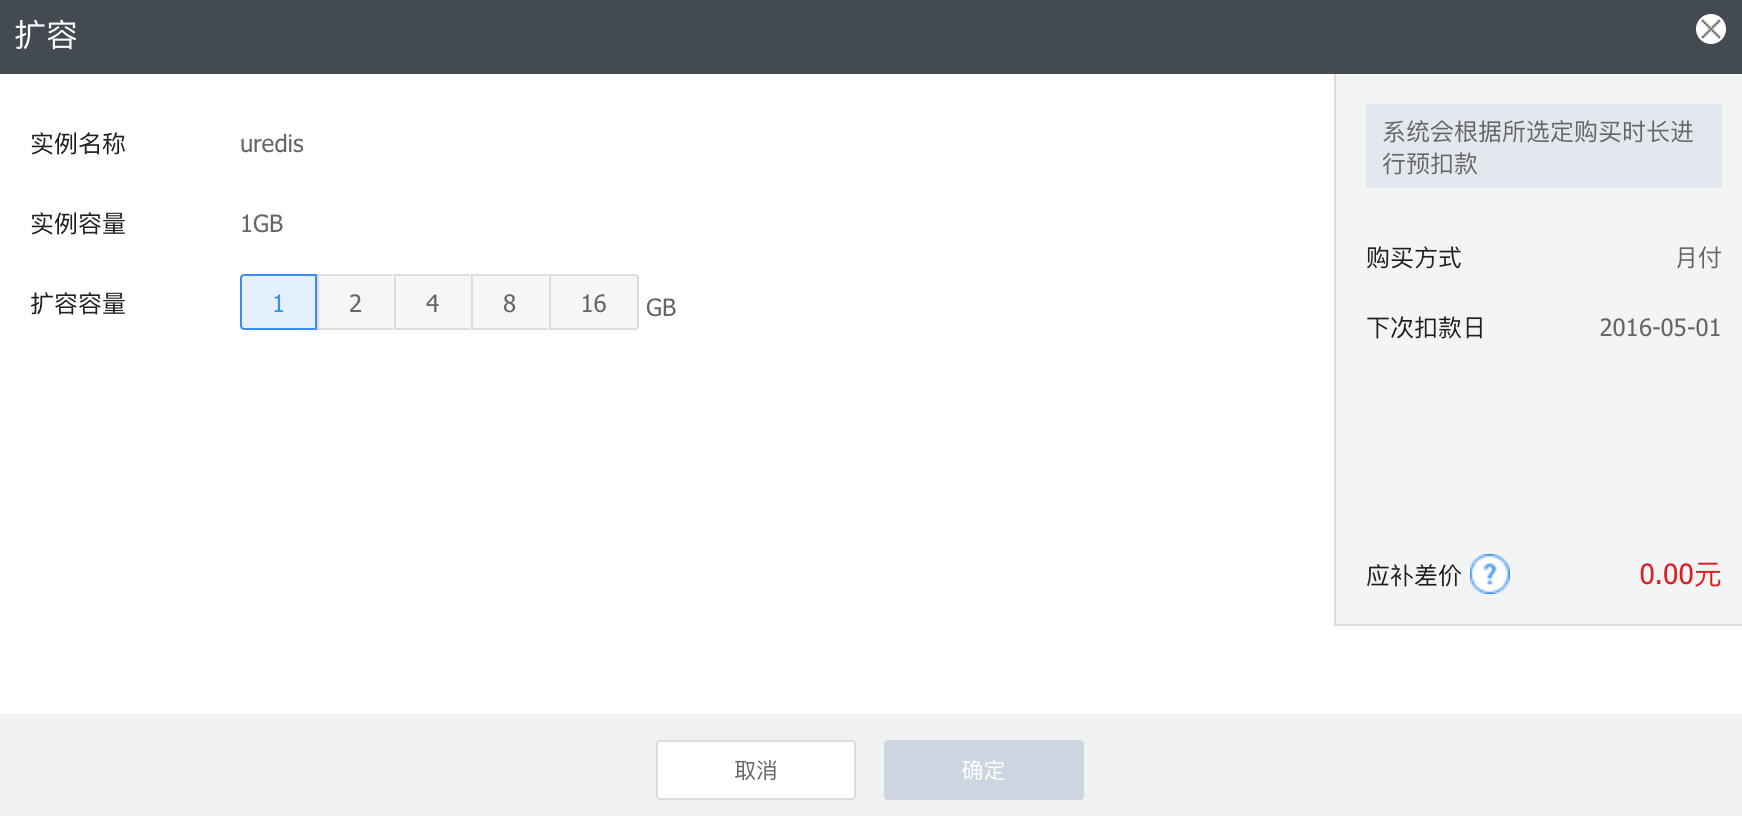 扩容
实例名称 uredis
实例容量 1GB
扩容容量 1 2 4 8 16 GB
系统会根据所选定购买时长进
行预扣款
购买方式 月付
下次扣款日 2016-05-01
应补差价 ? 0.00元
取消 确定